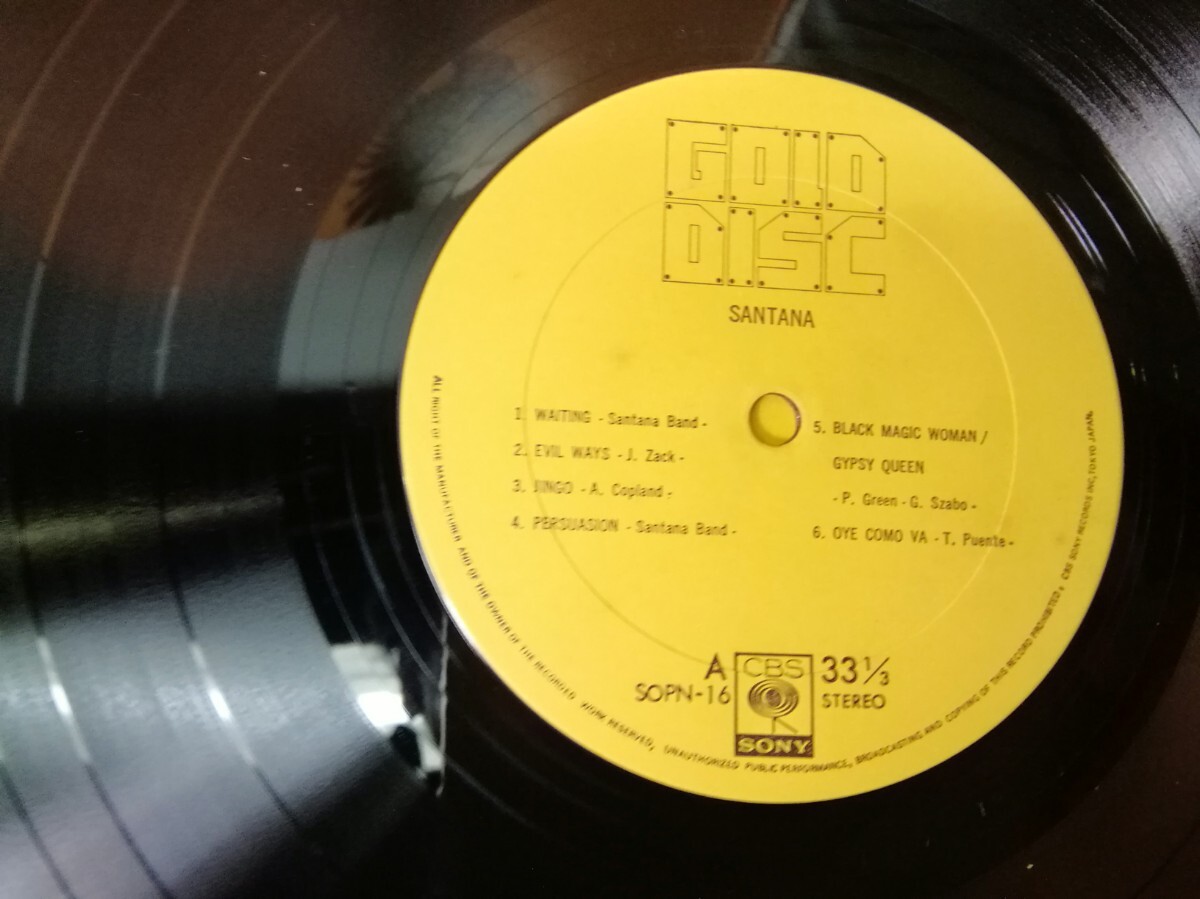 GOLD
DISC
SANTANA
1. WAITING - Santana Band -
2. EVIL WAYS - J. Zack -
3. JINGO - A. Copland -
4. PERSUASION - Santana Band -
5. BLACK MAGIC WOMAN /
GYPSY QUEEN
- P. Green - G. Szabo -
6. OYE COMO VA - T. Puente -
A
SOPN-16
CBS
SONY
33 1/3
STEREO
ALL RIGHT OF THE MANUFACTURER AND OF THE OWNER OF THE RECORDED WORK RESERVED, UNAUTHORIZED PUBLIC PERFORMANCE, BROADCASTING AND COPYING OF THIS RECORD PROHIBITED, CBS SONY RECORDS INC, TOKYO JAPAN.